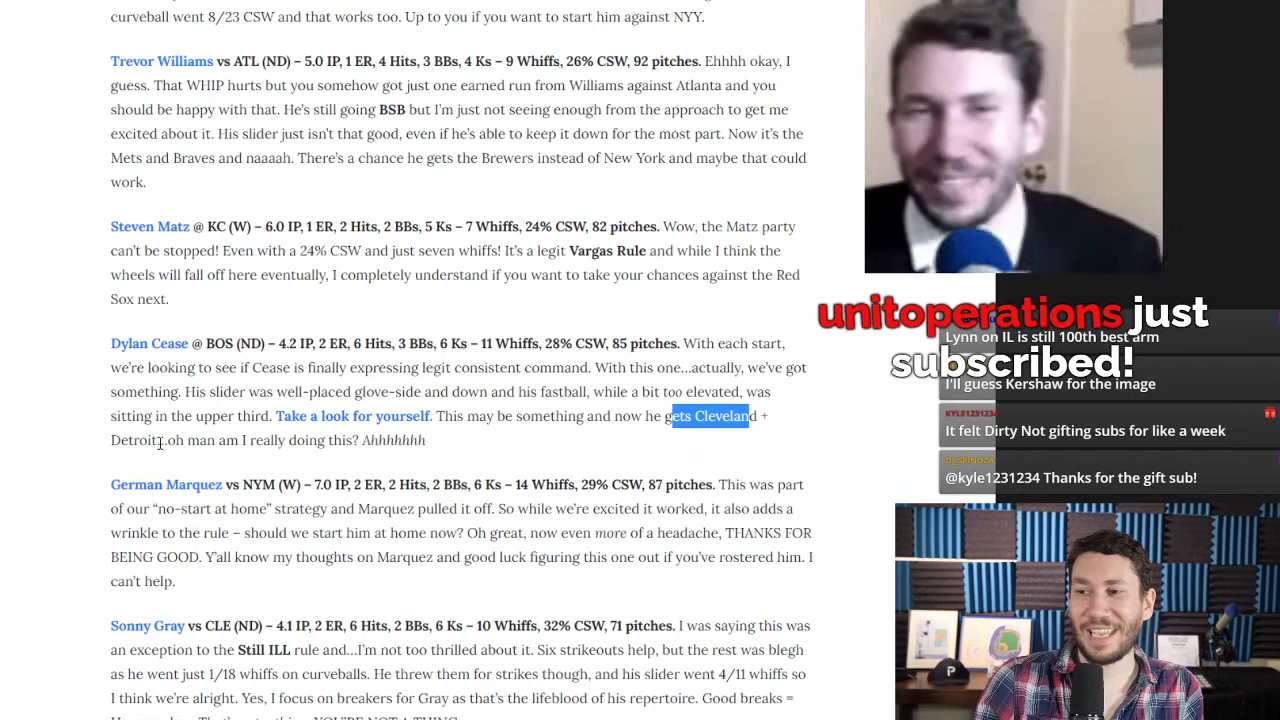 curveball went 8/23 CSW and that works too. Up to you if you want to start him against NYY.
Trevor Williams vs ATL (ND) – 5.0 IP, 1 ER, 4 Hits, 3 BBs, 4 Ks – 9 Whiffs, 26% CSW, 92 pitches. Ehhhh okay, I
guess. That WHIP hurts but you somehow got just one earned run from Williams against Atlanta and you
should be happy with that. He's still going BSB but I'm just not seeing enough from the approach to get me
excited about it. His slider just isn't that good, even if he's able to keep it down for the most part. Now it's the
Mets and Braves and naaaah. There's a chance he gets the Brewers instead of New York and maybe that could
work.
Steven Matz @ KC (W) – 6.0 IP, 1 ER, 2 Hits, 2 BBs, 5 Ks – 7 Whiffs, 24% CSW, 82 pitches. Wow, the Matz party
can't be stopped! Even with a 24% CSW and just seven whiffs! It's a legit Vargas Rule and while I think the
wheels will fall off here eventually, I completely understand if you want to take your chances against the Red
Sox next.
Dylan Cease @ BOS (ND) – 4.2 IP, 2 ER, 6 Hits, 3 BBs, 6 Ks – 11 Whiffs, 28% CSW, 85 pitches. With each start,
we're looking to see if Cease is finally expressing legit consistent command. With this one…actually, we've got
something. His slider was well-placed glove-side and down and his fastball, while a bit too elevated, was
sitting in the upper third. Take a look for yourself. This may be something and now he gets Cleveland +
Detroit..oh man am I really doing this? Ahhhhhhh
German Marquez vs NYM (W) – 7.0 IP, 2 ER, 2 Hits, 2 BBs, 6 Ks – 14 Whiffs, 29% CSW, 87 pitches. This was part
of our "no-start at home" strategy and Marquez pulled it off. So while we're excited it worked, it also adds a
wrinkle to the rule – should we start him at home now? Oh great, now even more of a headache, THANKS FOR
BEING GOOD. Y'all know my thoughts on Marquez and good luck figuring this one out if you've rostered him. I
can't help.
Sonny Gray vs CLE (ND) – 4.1 IP, 2 ER, 6 Hits, 2 BBs, 6 Ks – 10 Whiffs, 32% CSW, 71 pitches. I was saying this was
an exception to the Still ILL rule and…I'm not too thrilled about it. Six strikeouts help, but the rest was blegh
as he went just 1/18 whiffs on curveballs. He threw them for strikes though, and his slider went 4/11 whiffs so
I think we're alright. Yes, I focus on breakers for Gray as that's the lifeblood of his repertoire. Good breaks =
unitoperations just
subscribed!
Lynn on IL is still 100th best arm
I'll guess Kershaw for the image
KYLE1231234
It felt Dirty Not gifting subs for like a week
@kyle1231234 Thanks for the gift sub!